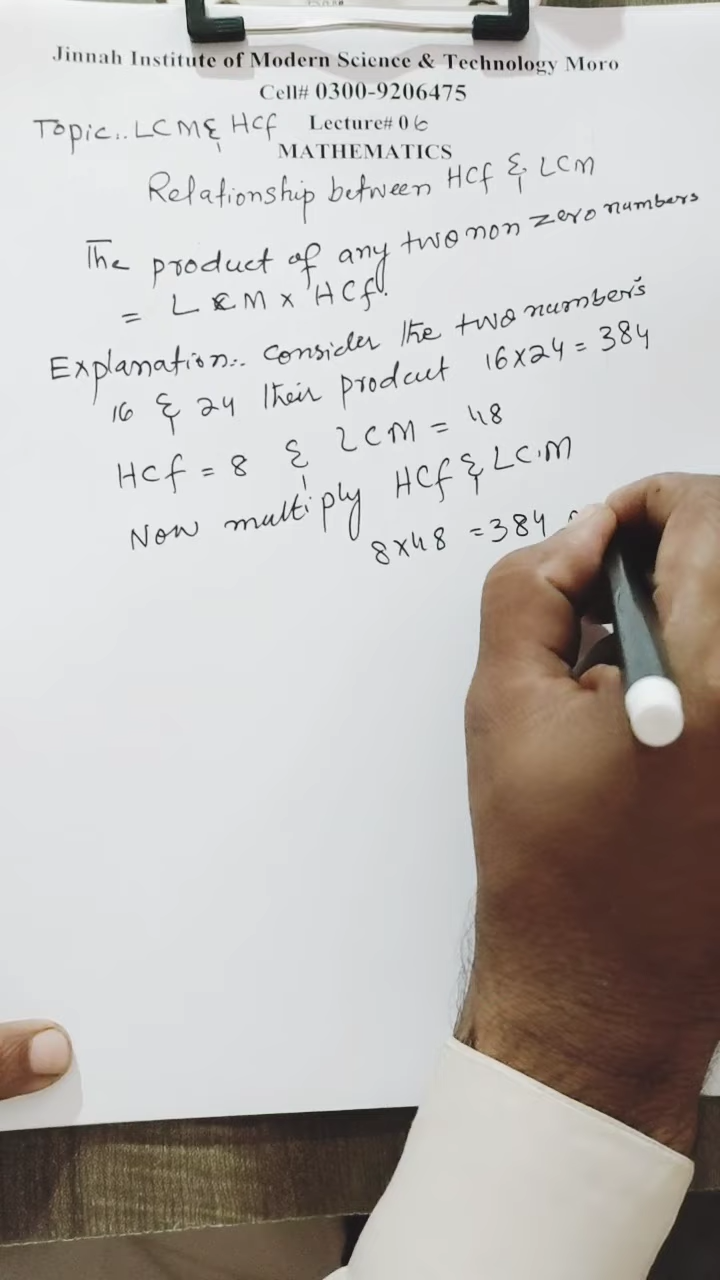 Jinnah Institute of Modern Science & Technology Moro
Cell# 0300-9206475
Topic:. LCM & HCf Lecture# 06
MATHEMATICS
Relationship between HCf & LCM
The product of any two non zero numbers
= LCM x HCf.
Explanation:. Consider the two numbers
16 & 24 their product 16x24 = 384
HCf = 8 & LCM = 48
Now multiply HCf & LC.M
8x48 = 384